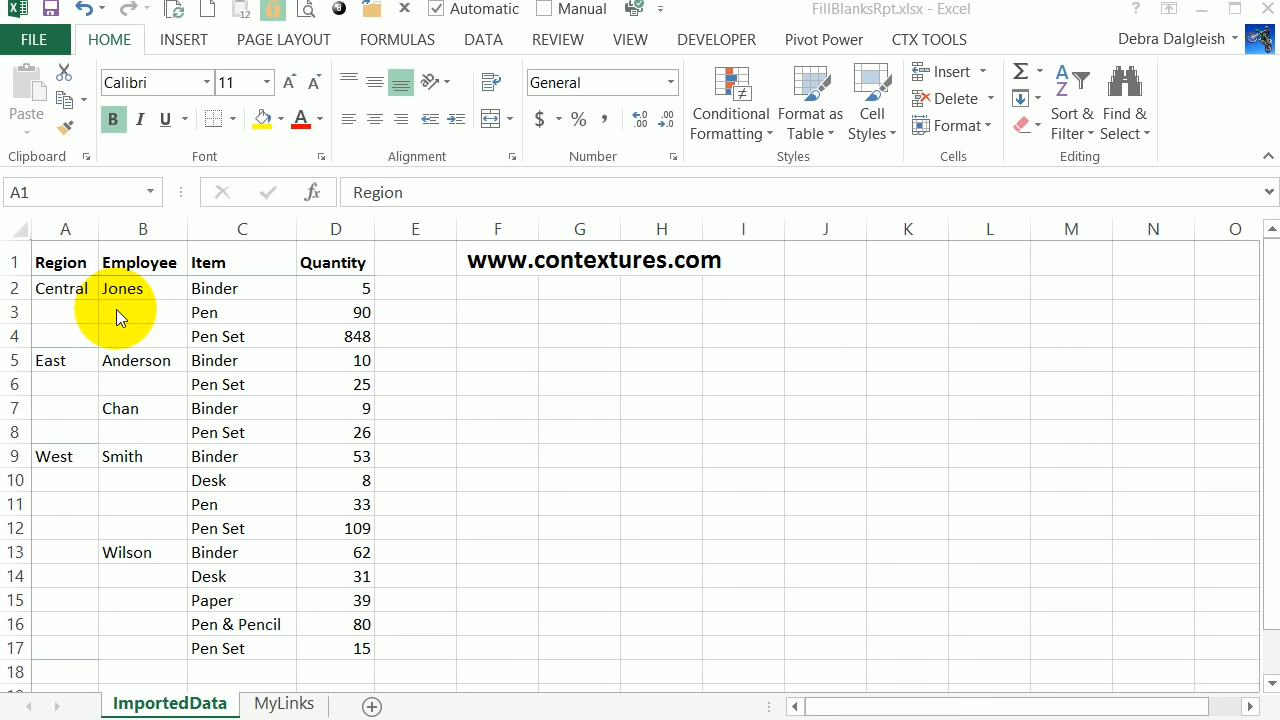 12 Automatic Manual FillBlanksRpt.xlsx - Excel ?
FILE HOME INSERT PAGE LAYOUT FORMULAS DATA REVIEW VIEW DEVELOPER Pivot Power CTX TOOLS Debra Dalgleish
Paste Calibri 11 General Conditional Formatting Format as Table Cell Styles Insert Delete Format Sort & Filter Find & Select
B I U A $ % ,
Clipboard Font Alignment Number Styles Cells Editing
A1 fx Region
A B C D E F G H I J K L M N O
1 Region Employee Item Quantity www.contextures.com
2 Central Jones Binder 5
3 Pen 90
4 Pen Set 848
5 East Anderson Binder 10
6 Pen Set 25
7 Chan Binder 9
8 Pen Set 26
9 West Smith Binder 53
10 Desk 8
11 Pen 33
12 Pen Set 109
13 Wilson Binder 62
14 Desk 31
15 Paper 39
16 Pen & Pencil 80
17 Pen Set 15
18
ImportedData MyLinks